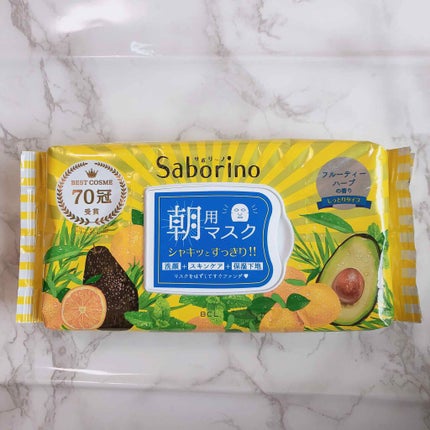 サボリーノ
Saborino
BEST COSME
70冠
受賞
フルーティー
ハーブ
の香り
しっとりタイプ
朝用
マスク
シャキッとすっきり!!
洗顔+スキンケア+保湿下地
マスクをはずしてすぐファンデ♥
BCL